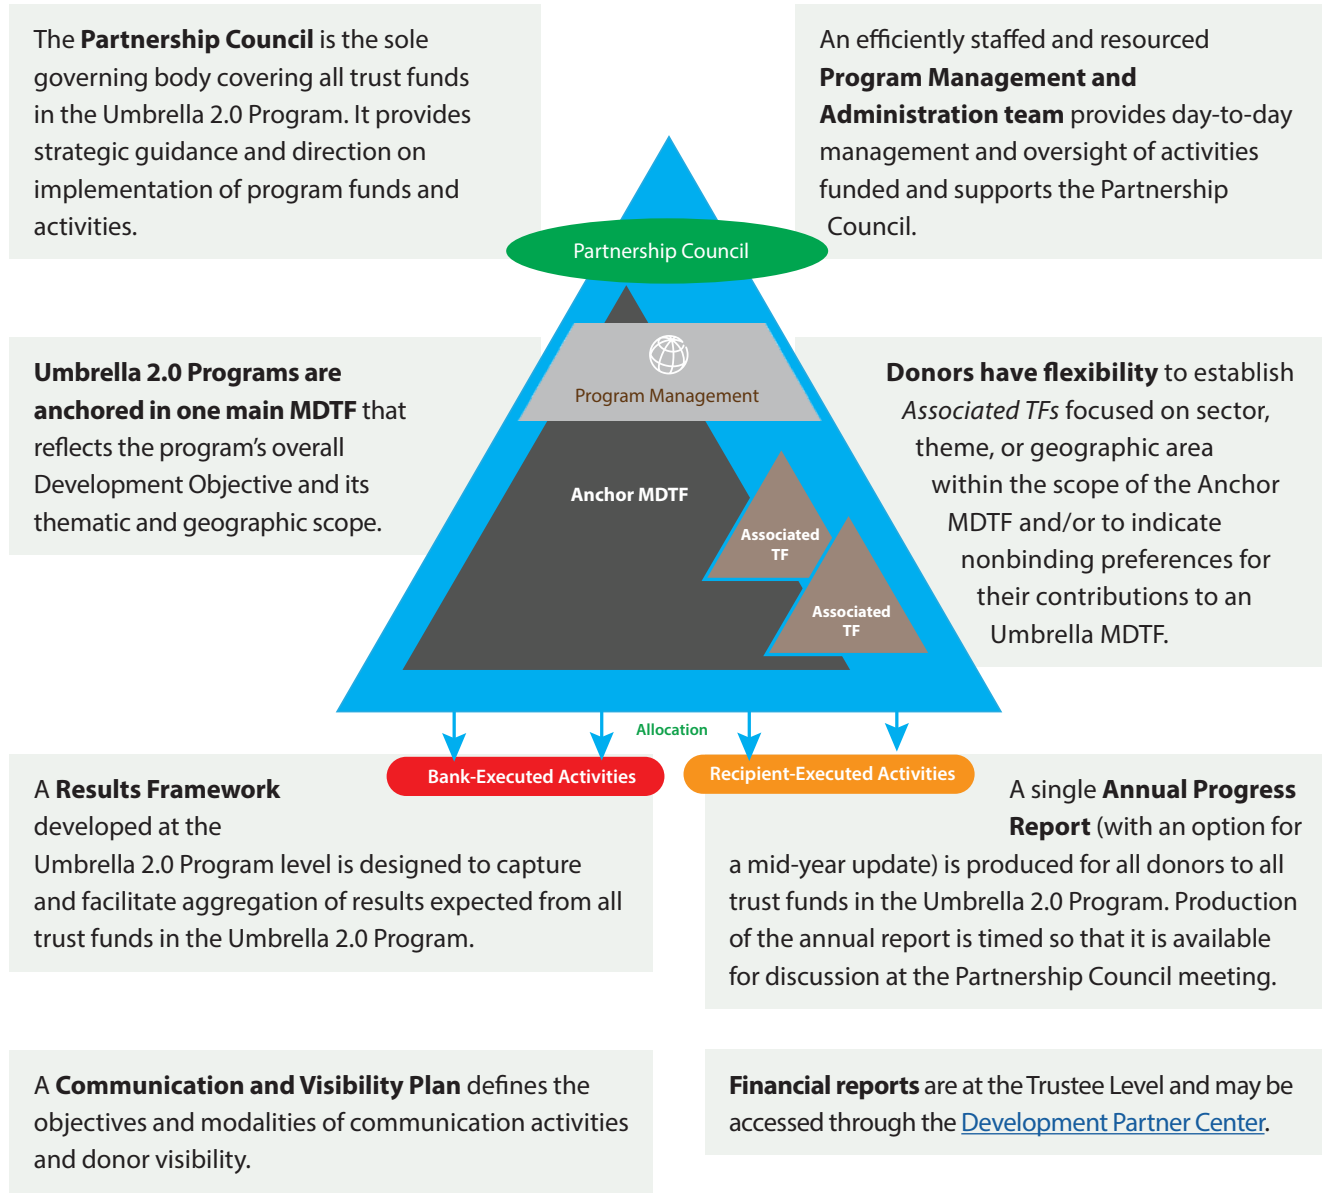 The Partnership Council is the sole
governing body covering all trust funds
in the Umbrella 2.0 Program. It provides
strategic guidance and direction on
implementation of program funds and
activities.
An efficiently staffed and resourced
Program Management and
Administration team provides day-to-day
management and oversight of activities
funded and supports the Partnership
Council.
Partnership Council
Program Management
Umbrella 2.0 Programs are
anchored in one main MDTF that
reflects the program’s overall
Development Objective and its
thematic and geographic scope.
Donors have flexibility to establish
Associated TFs focused on sector,
theme, or geographic area
within the scope of the Anchor
MDTF and/or to indicate
nonbinding preferences for
their contributions to an
Umbrella MDTF.
Anchor MDTF
Associated
TF
Associated
TF
Allocation
Bank-Executed Activities
Recipient-Executed Activities
A Results Framework
developed at the
Umbrella 2.0 Program level is designed to capture
and facilitate aggregation of results expected from all
trust funds in the Umbrella 2.0 Program.
A single Annual Progress
Report (with an option for
a mid-year update) is produced for all donors to all
trust funds in the Umbrella 2.0 Program. Production
of the annual report is timed so that it is available
for discussion at the Partnership Council meeting.
A Communication and Visibility Plan defines the
objectives and modalities of communication activities
and donor visibility.
Financial reports are at the Trustee Level and may be
accessed through the Development Partner Center.